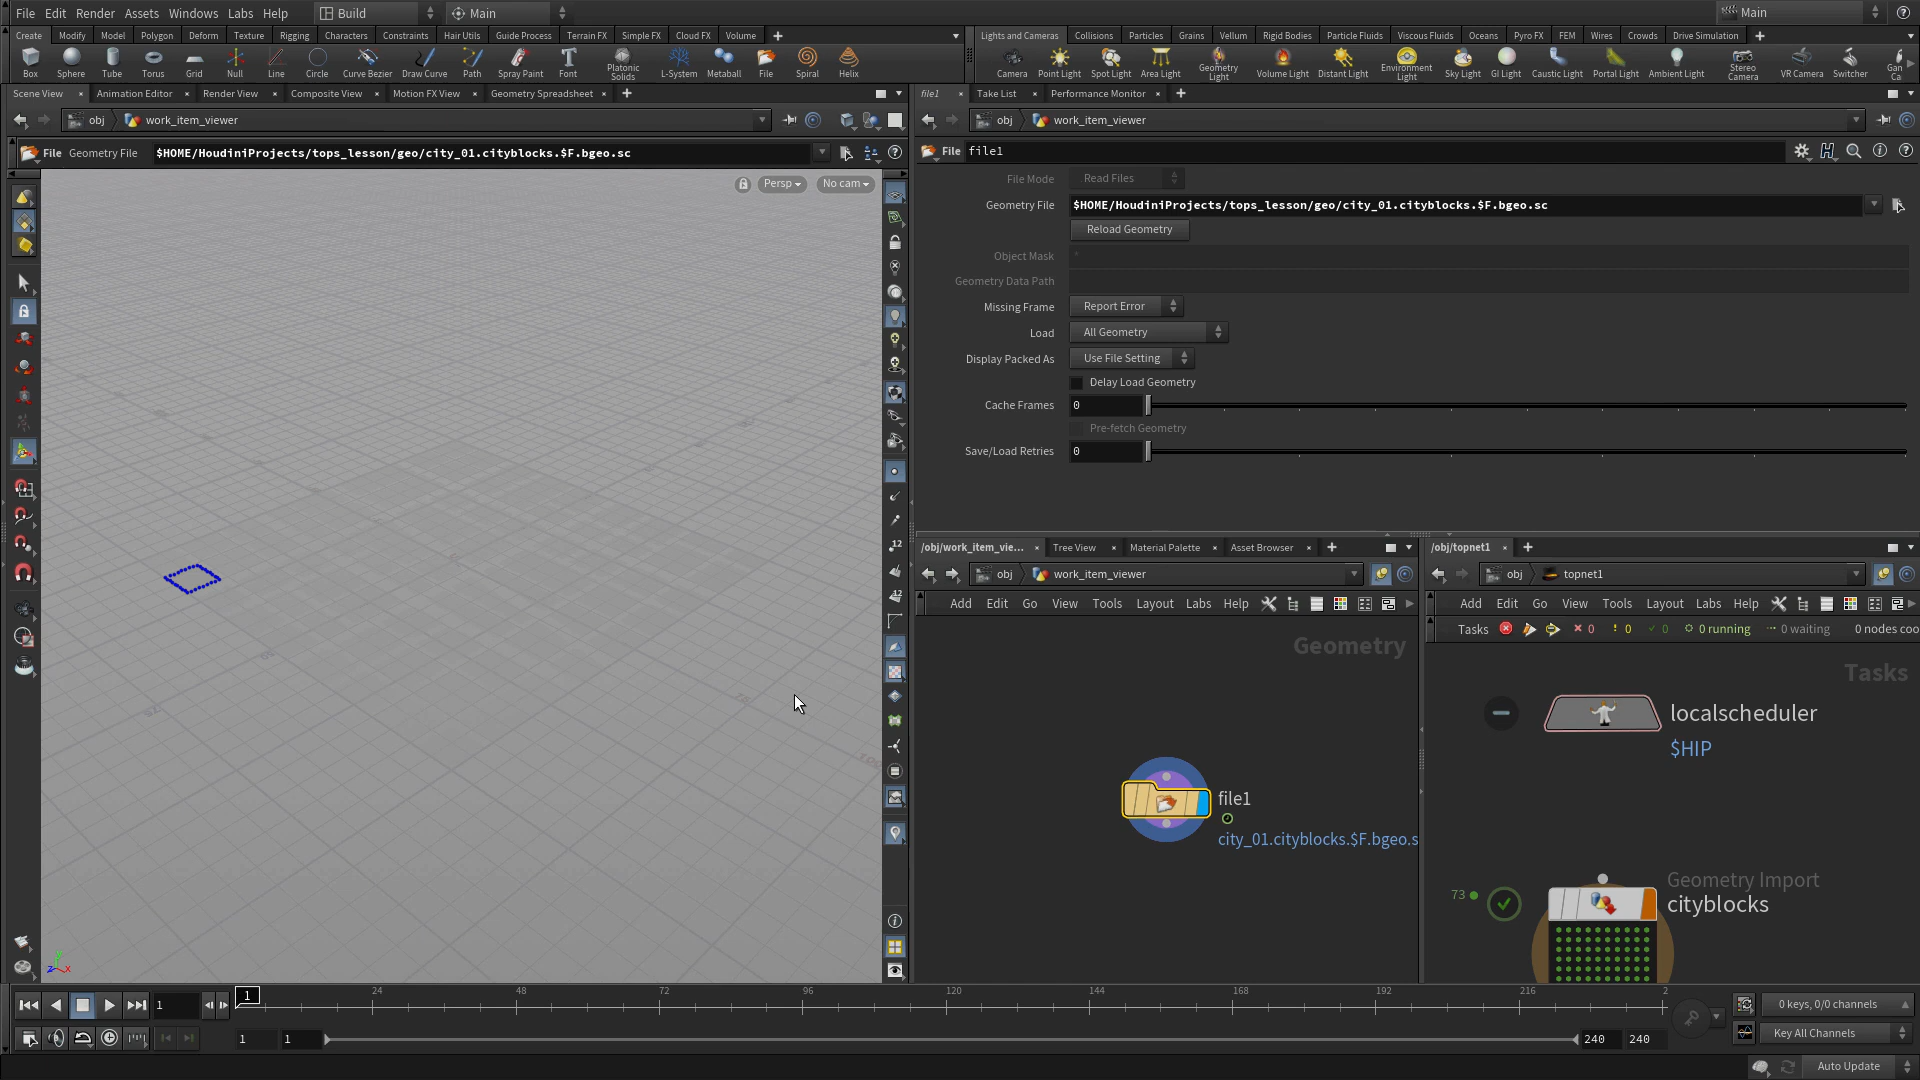 File Edit Render Assets Windows Labs Help Build Main Main
Create Modify Model Polygon Deform Texture Rigging Characters Constraints Hair Utils Guide Process Terrain FX Simple FX Cloud FX Volume
Lights and Cameras Collisions Particles Grains Vellum Rigid Bodies Particle Fluids Viscous Fluids Oceans Pyro FX FEM Wires Crowds Drive Simulation
Box Sphere Tube Torus Grid Null Line Circle Curve Bezier Draw Curve Path Spray Paint Font Platonic Solids L-System Metaball File Spiral Helix
Camera Point Light Spot Light Area Light Geometry Light Volume Light Distant Light Environment Light Sky Light GI Light Caustic Light Portal Light Ambient Light Stereo Camera VR Camera Switcher Gan Ca
Scene View Animation Editor Render View Composite View Motion FX View Geometry Spreadsheet
file1 Take List Performance Monitor
obj work_item_viewer
obj work_item_viewer
File Geometry File $HOME/HoudiniProjects/tops_lesson/geo/city_01.cityblocks.$F.bgeo.sc
File file1
Persp No cam
File Mode Read Files
Geometry File $HOME/HoudiniProjects/tops_lesson/geo/city_01.cityblocks.$F.bgeo.sc
Reload Geometry
Object Mask *
Geometry Data Path
Missing Frame Report Error
Load All Geometry
Display Packed As Use File Setting
Delay Load Geometry
Cache Frames 0
Pre-fetch Geometry
Save/Load Retries 0
/obj/work_item_vie... Tree View Material Palette Asset Browser
obj work_item_viewer
Add Edit Go View Tools Layout Labs Help
Geometry
file1
city_01.cityblocks.$F.bgeo.s
/obj/topnet1
obj topnet1
Add Edit Go View Tools Layout Labs Help
Tasks 0 0 0 0 running 0 waiting 0 nodes coo
Tasks
localscheduler
$HIP
73
Geometry Import
cityblocks
12
12
z y x
1 1 24 48 72 96 120 144 168 192 216 2
0 keys, 0/0 channels
1 1 240 240
Key All Channels
Auto Update